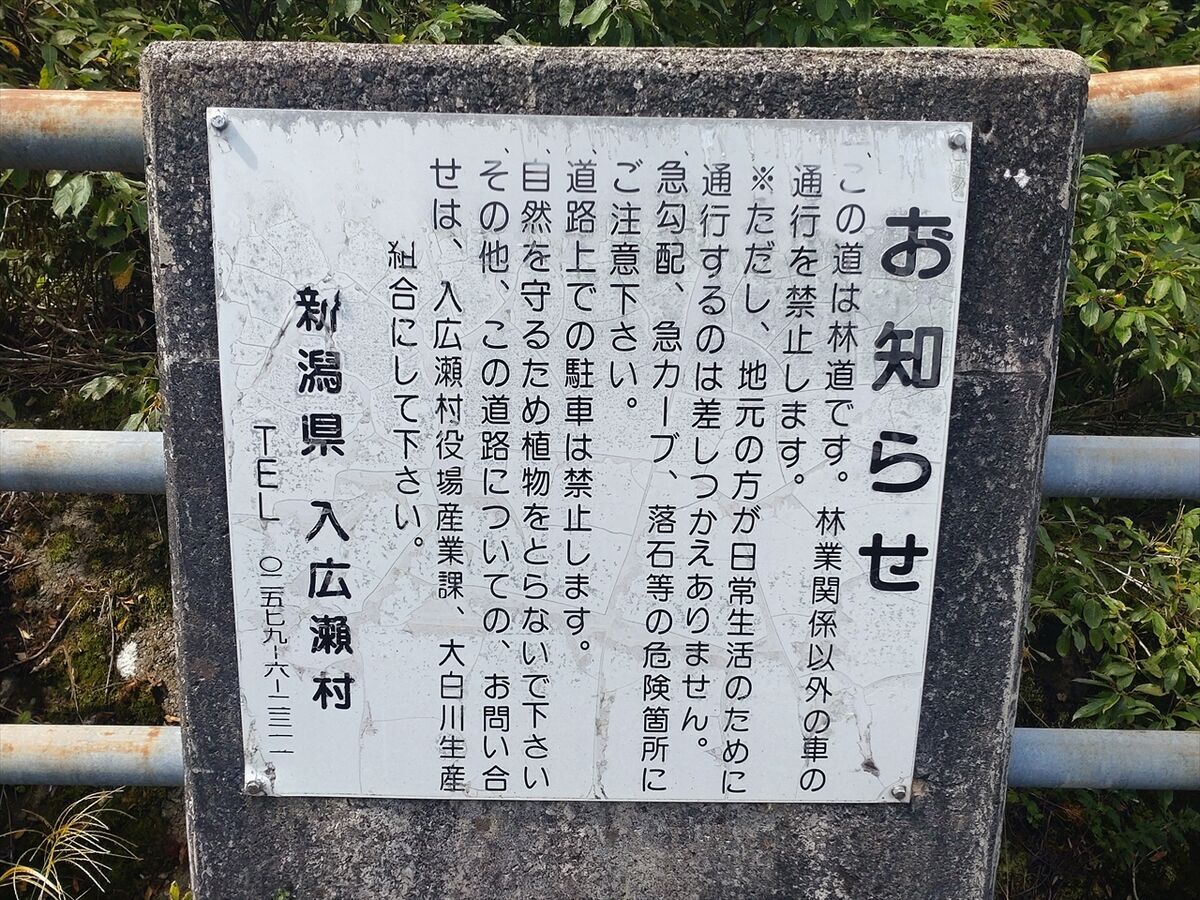 お知らせ
この道は林道です。林業関係以外の車の
通行を禁止します。
※ただし、地元の方が日常生活のために
通行するのは差しつかえありません。
急勾配、急カーブ、落石等の危険箇所に
ご注意下さい。
道路上での駐車は禁止します。
自然を守るため植物をとらないで下さい
その他、この道路についての、お問い合
せは、入広瀬村役場産業課、大白川生産
組合にして下さい。
新潟県 入広瀬村
TEL 〇二五七九-六-二三一一